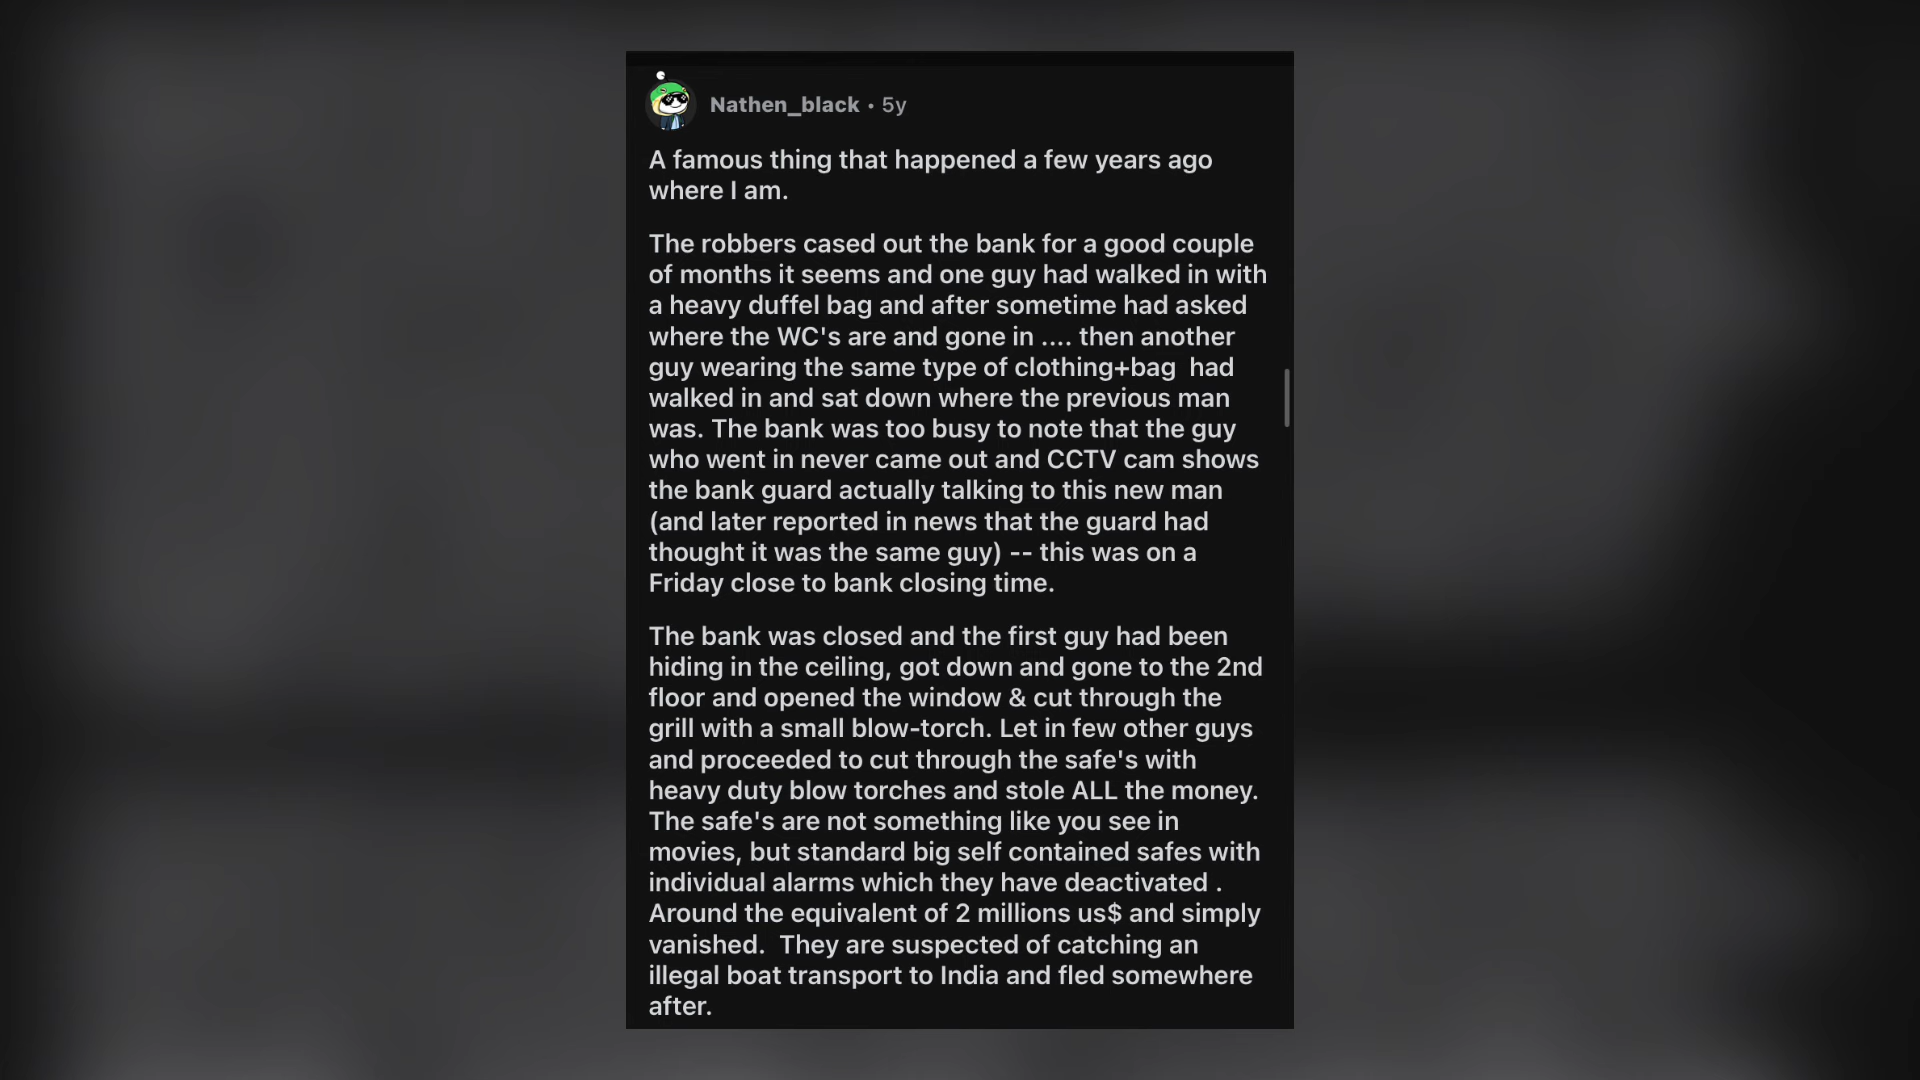 Nathen_black • 5y
A famous thing that happened a few years ago
where I am.
The robbers cased out the bank for a good couple
of months it seems and one guy had walked in with
a heavy duffel bag and after sometime had asked
where the WC's are and gone in .... then another
guy wearing the same type of clothing+bag  had
walked in and sat down where the previous man
was. The bank was too busy to note that the guy
who went in never came out and CCTV cam shows
the bank guard actually talking to this new man
(and later reported in news that the guard had
thought it was the same guy) -- this was on a
Friday close to bank closing time.
The bank was closed and the first guy had been
hiding in the ceiling, got down and gone to the 2nd
floor and opened the window & cut through the
grill with a small blow-torch. Let in few other guys
and proceeded to cut through the safe's with
heavy duty blow torches and stole ALL the money.
The safe's are not something like you see in
movies, but standard big self contained safes with
individual alarms which they have deactivated .
Around the equivalent of 2 millions us$ and simply
vanished.  They are suspected of catching an
illegal boat transport to India and fled somewhere
after.